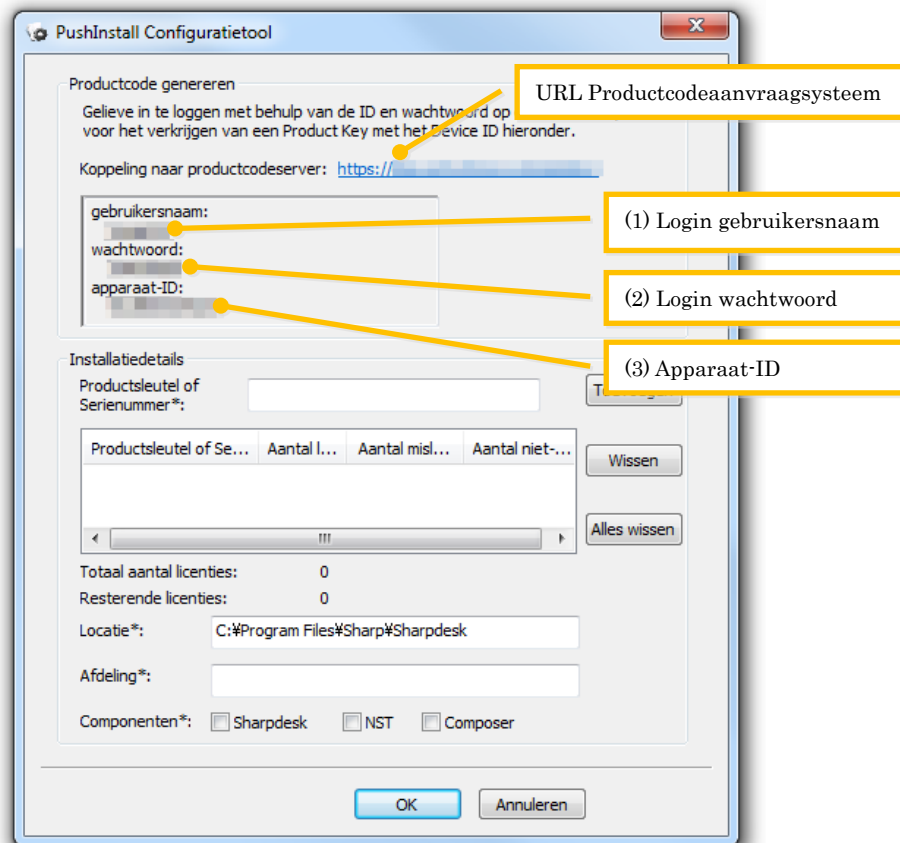 PushInstall Configuratietool
Productcode genereren
URL Productcodeaanvraagsysteem
Gelieve in te loggen met behulp van de ID en wachtwoord op
voor het verkrijgen van een Product Key met het Device ID hieronder.
Koppeling naar productcodeserver: https://
gebruikersnaam:
(1) Login gebruikersnaam
wachtwoord:
(2) Login wachtwoord
apparaat-ID:
(3) Apparaat-ID
Installatiedetails
Productsleutel of
Serienummer*:
Productsleutel of Se... Aantal l... Aantal misl... Aantal niet-...
Wissen
Alles wissen
Totaal aantal licenties: 0
Resterende licenties: 0
Locatie*: C:¥Program Files¥Sharp¥Sharpdesk
Afdeling*:
Componenten*: Sharpdesk NST Composer
OK Annuleren